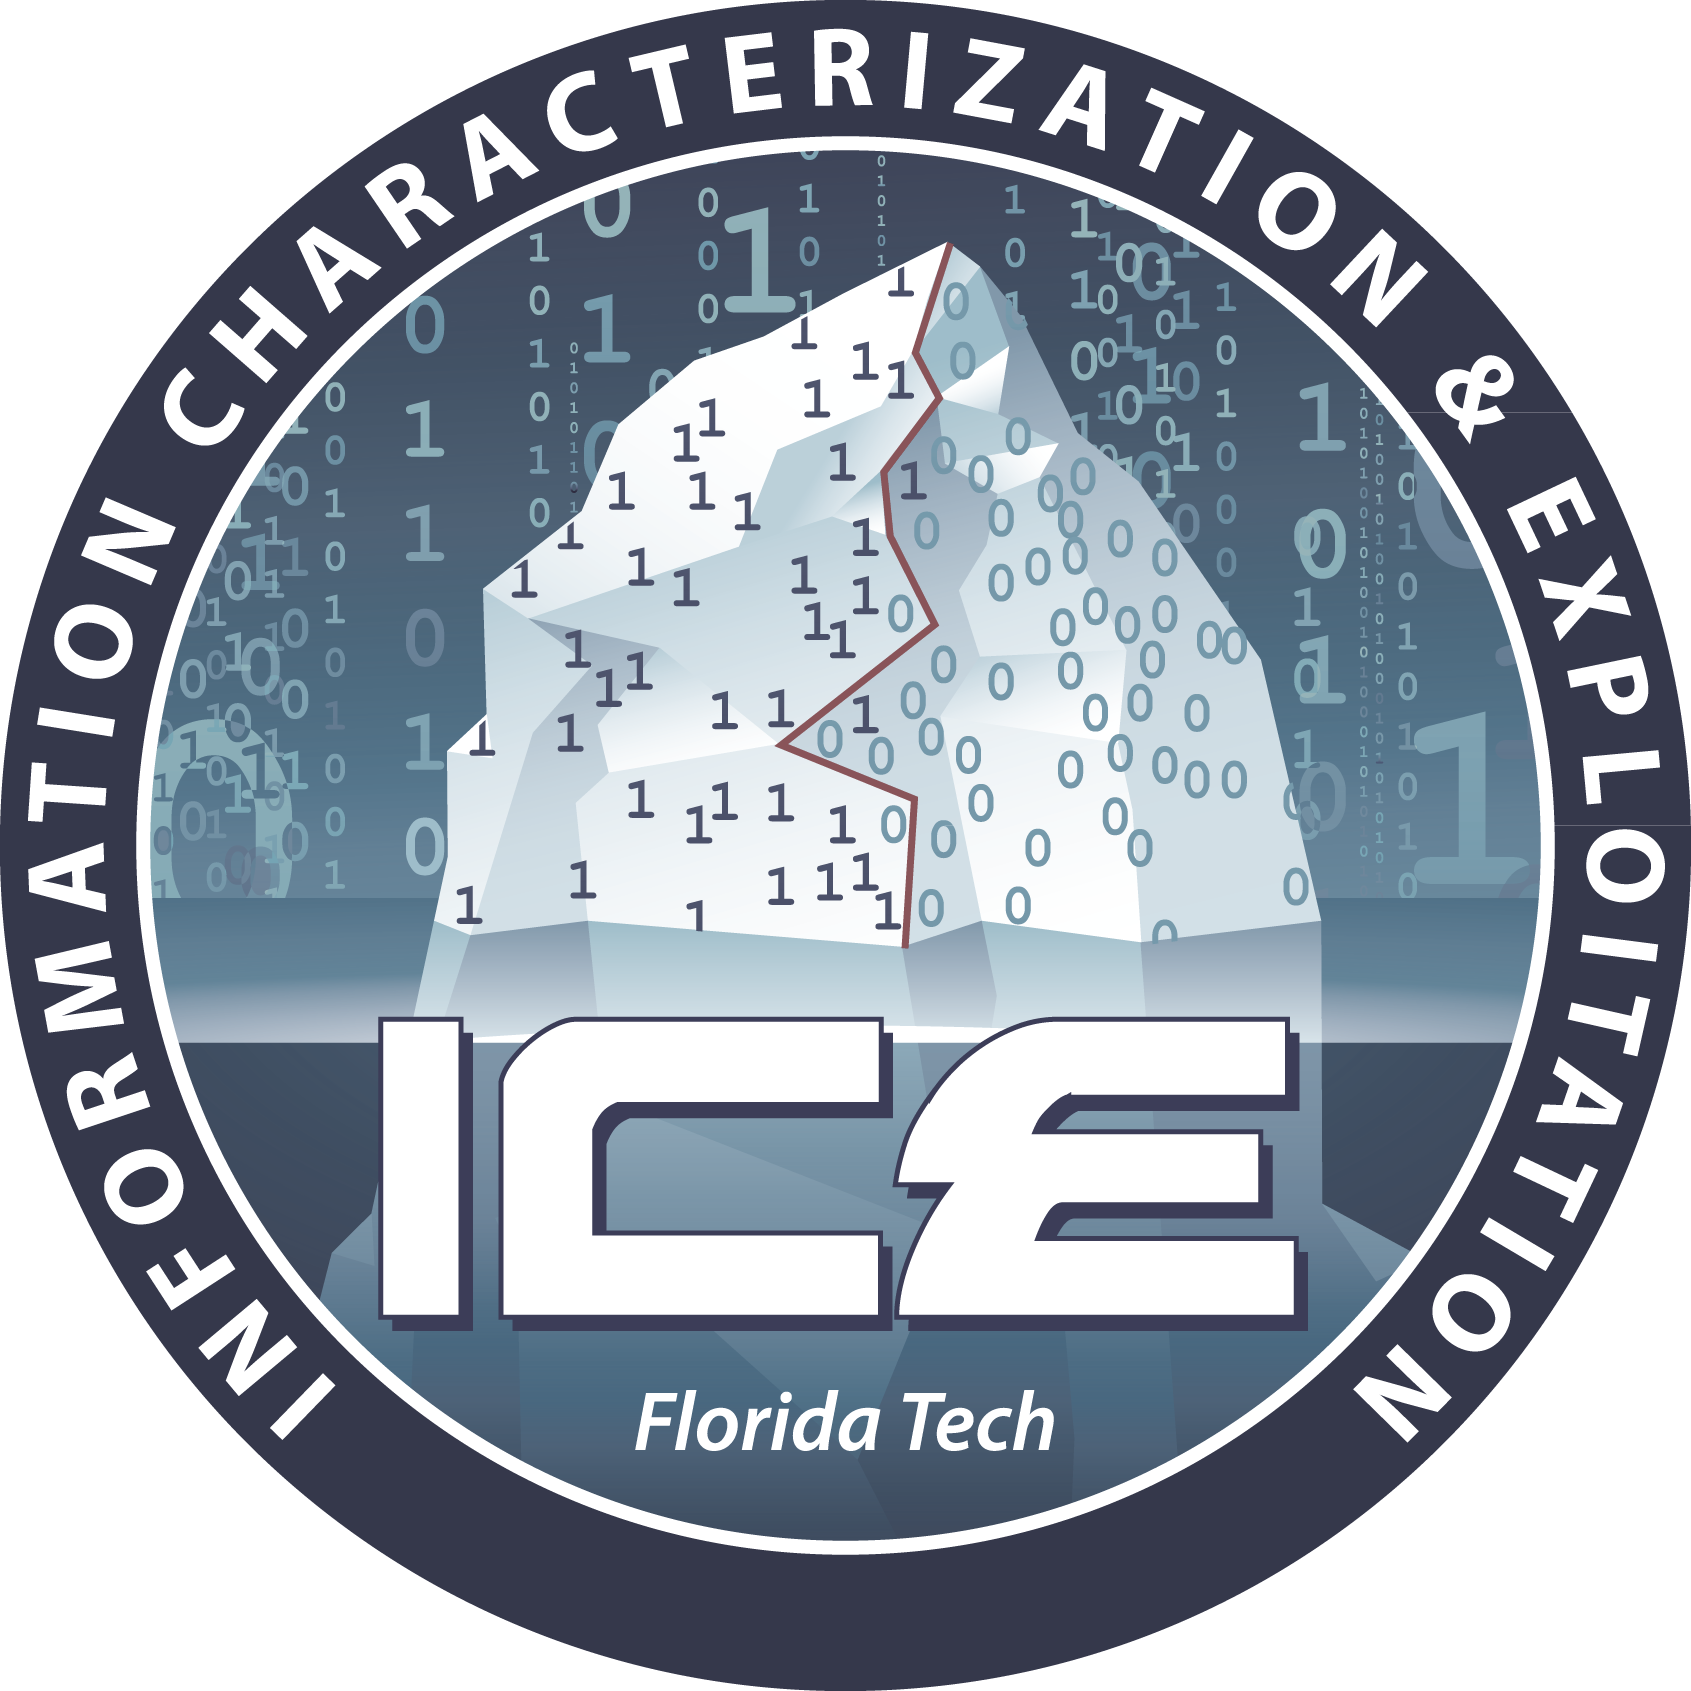 INFORMATION CHARACTERIZATION & EXPLOITATION
ICE
Florida Tech